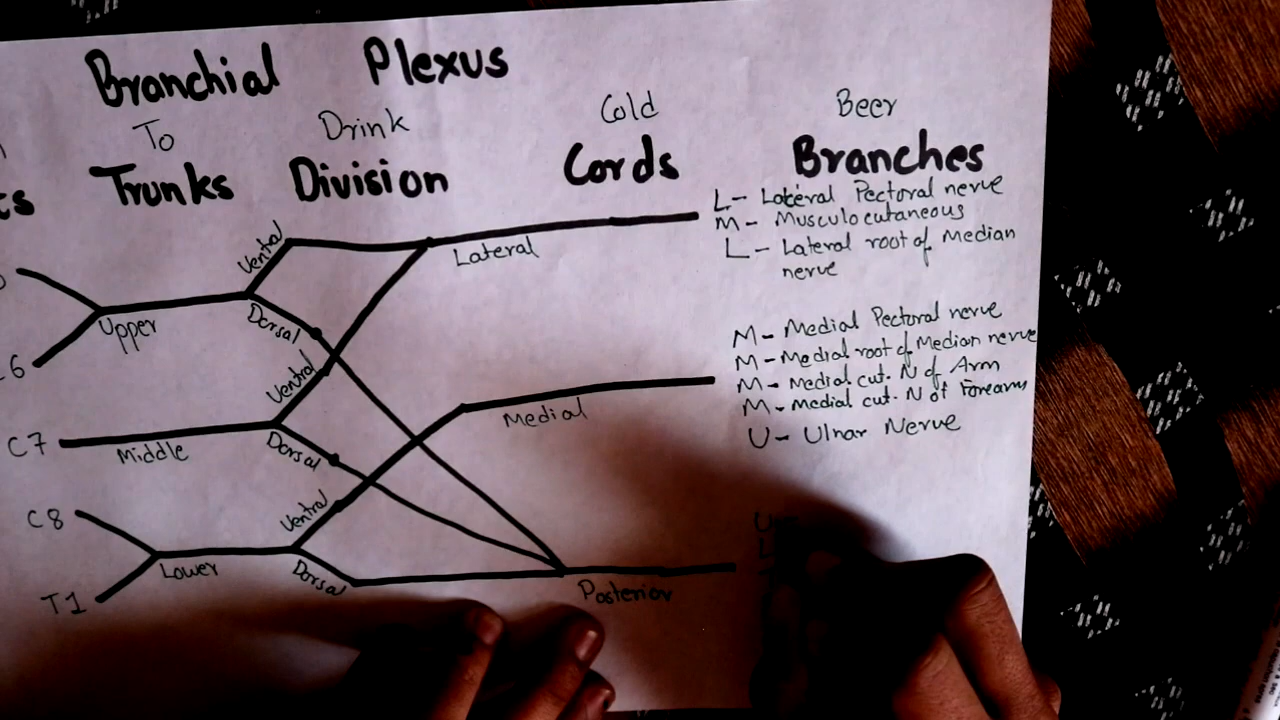 Branchial Plexus
To Drink Cold Beer
ts Trunks Division Cords Branches
L- Lateral Pectoral nerve
M- Musculocutaneous
L- Lateral root of Median
nerve
Ventral
Lateral
Upper
Dorsal
6
Ventral
M- Medial Pectoral nerve
M- Medial root of Median nerve
M- Medial cut. N of Arm
M- Medial cut. N of Forearm
U- Ulnar Nerve
Medial
C7
Middle
Dorsal
C8
Ventral
Lower
Dorsal
T1
Posterior
U
L